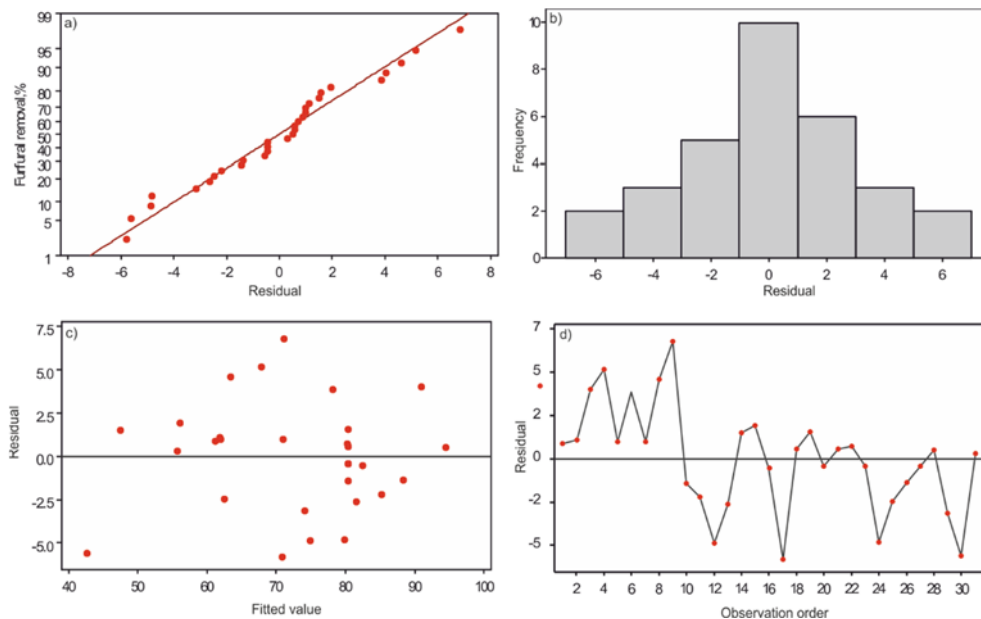 a)
Furfural removal,%
99
95
90
80
70
60
50
40
30
20
10
5
1
-8 -6 -4 -2 0 2 4 6 8
Residual
b)
Frequency
10
8
6
4
2
0
-6 -4 -2 0 2 4 6
Residual
c)
Residual
7.5
5.0
2.5
0.0
-2.5
-5.0
40 50 60 70 80 90 100
Fitted value
d)
Residual
7
5
2
0
-2
-5
2 4 6 8 10 12 14 16 18 20 22 24 26 28 30
Observation order